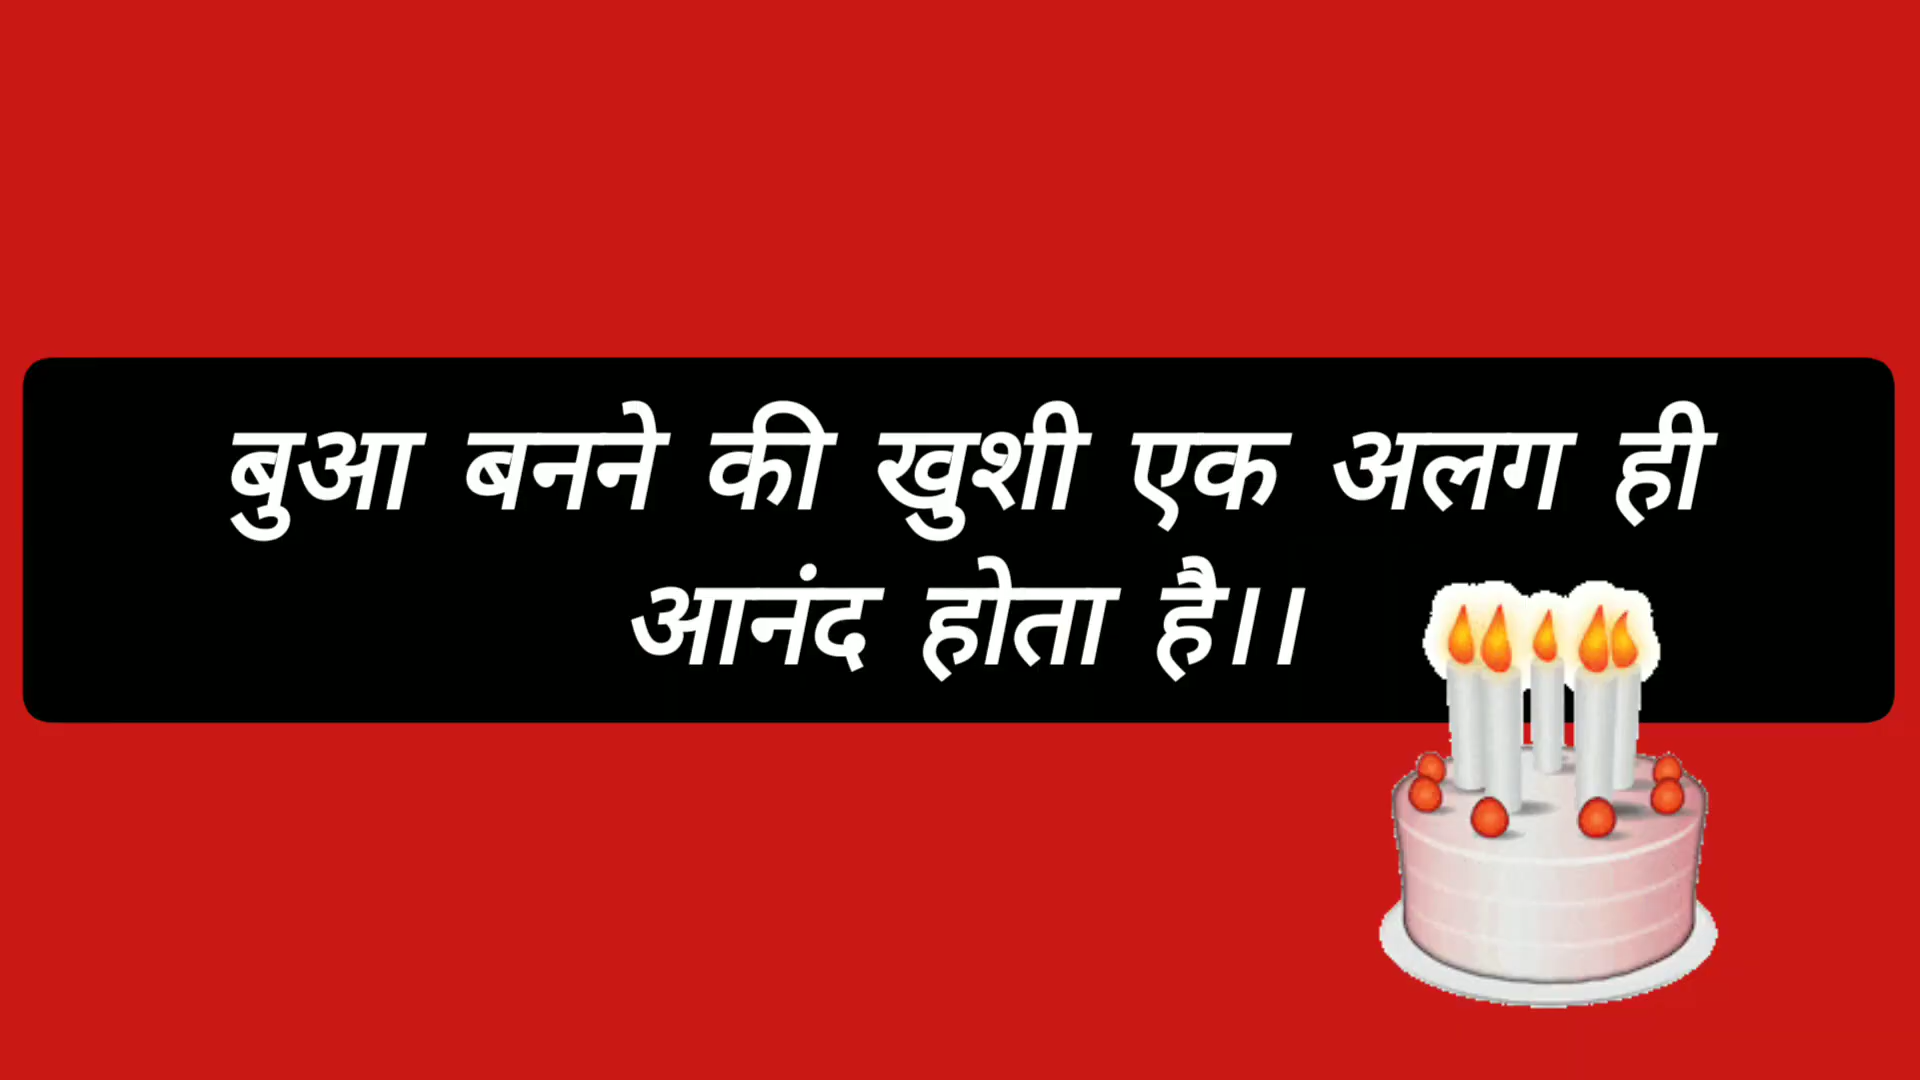 बुआ बनने की खुशी एक अलग ही
आनंद होता है।।